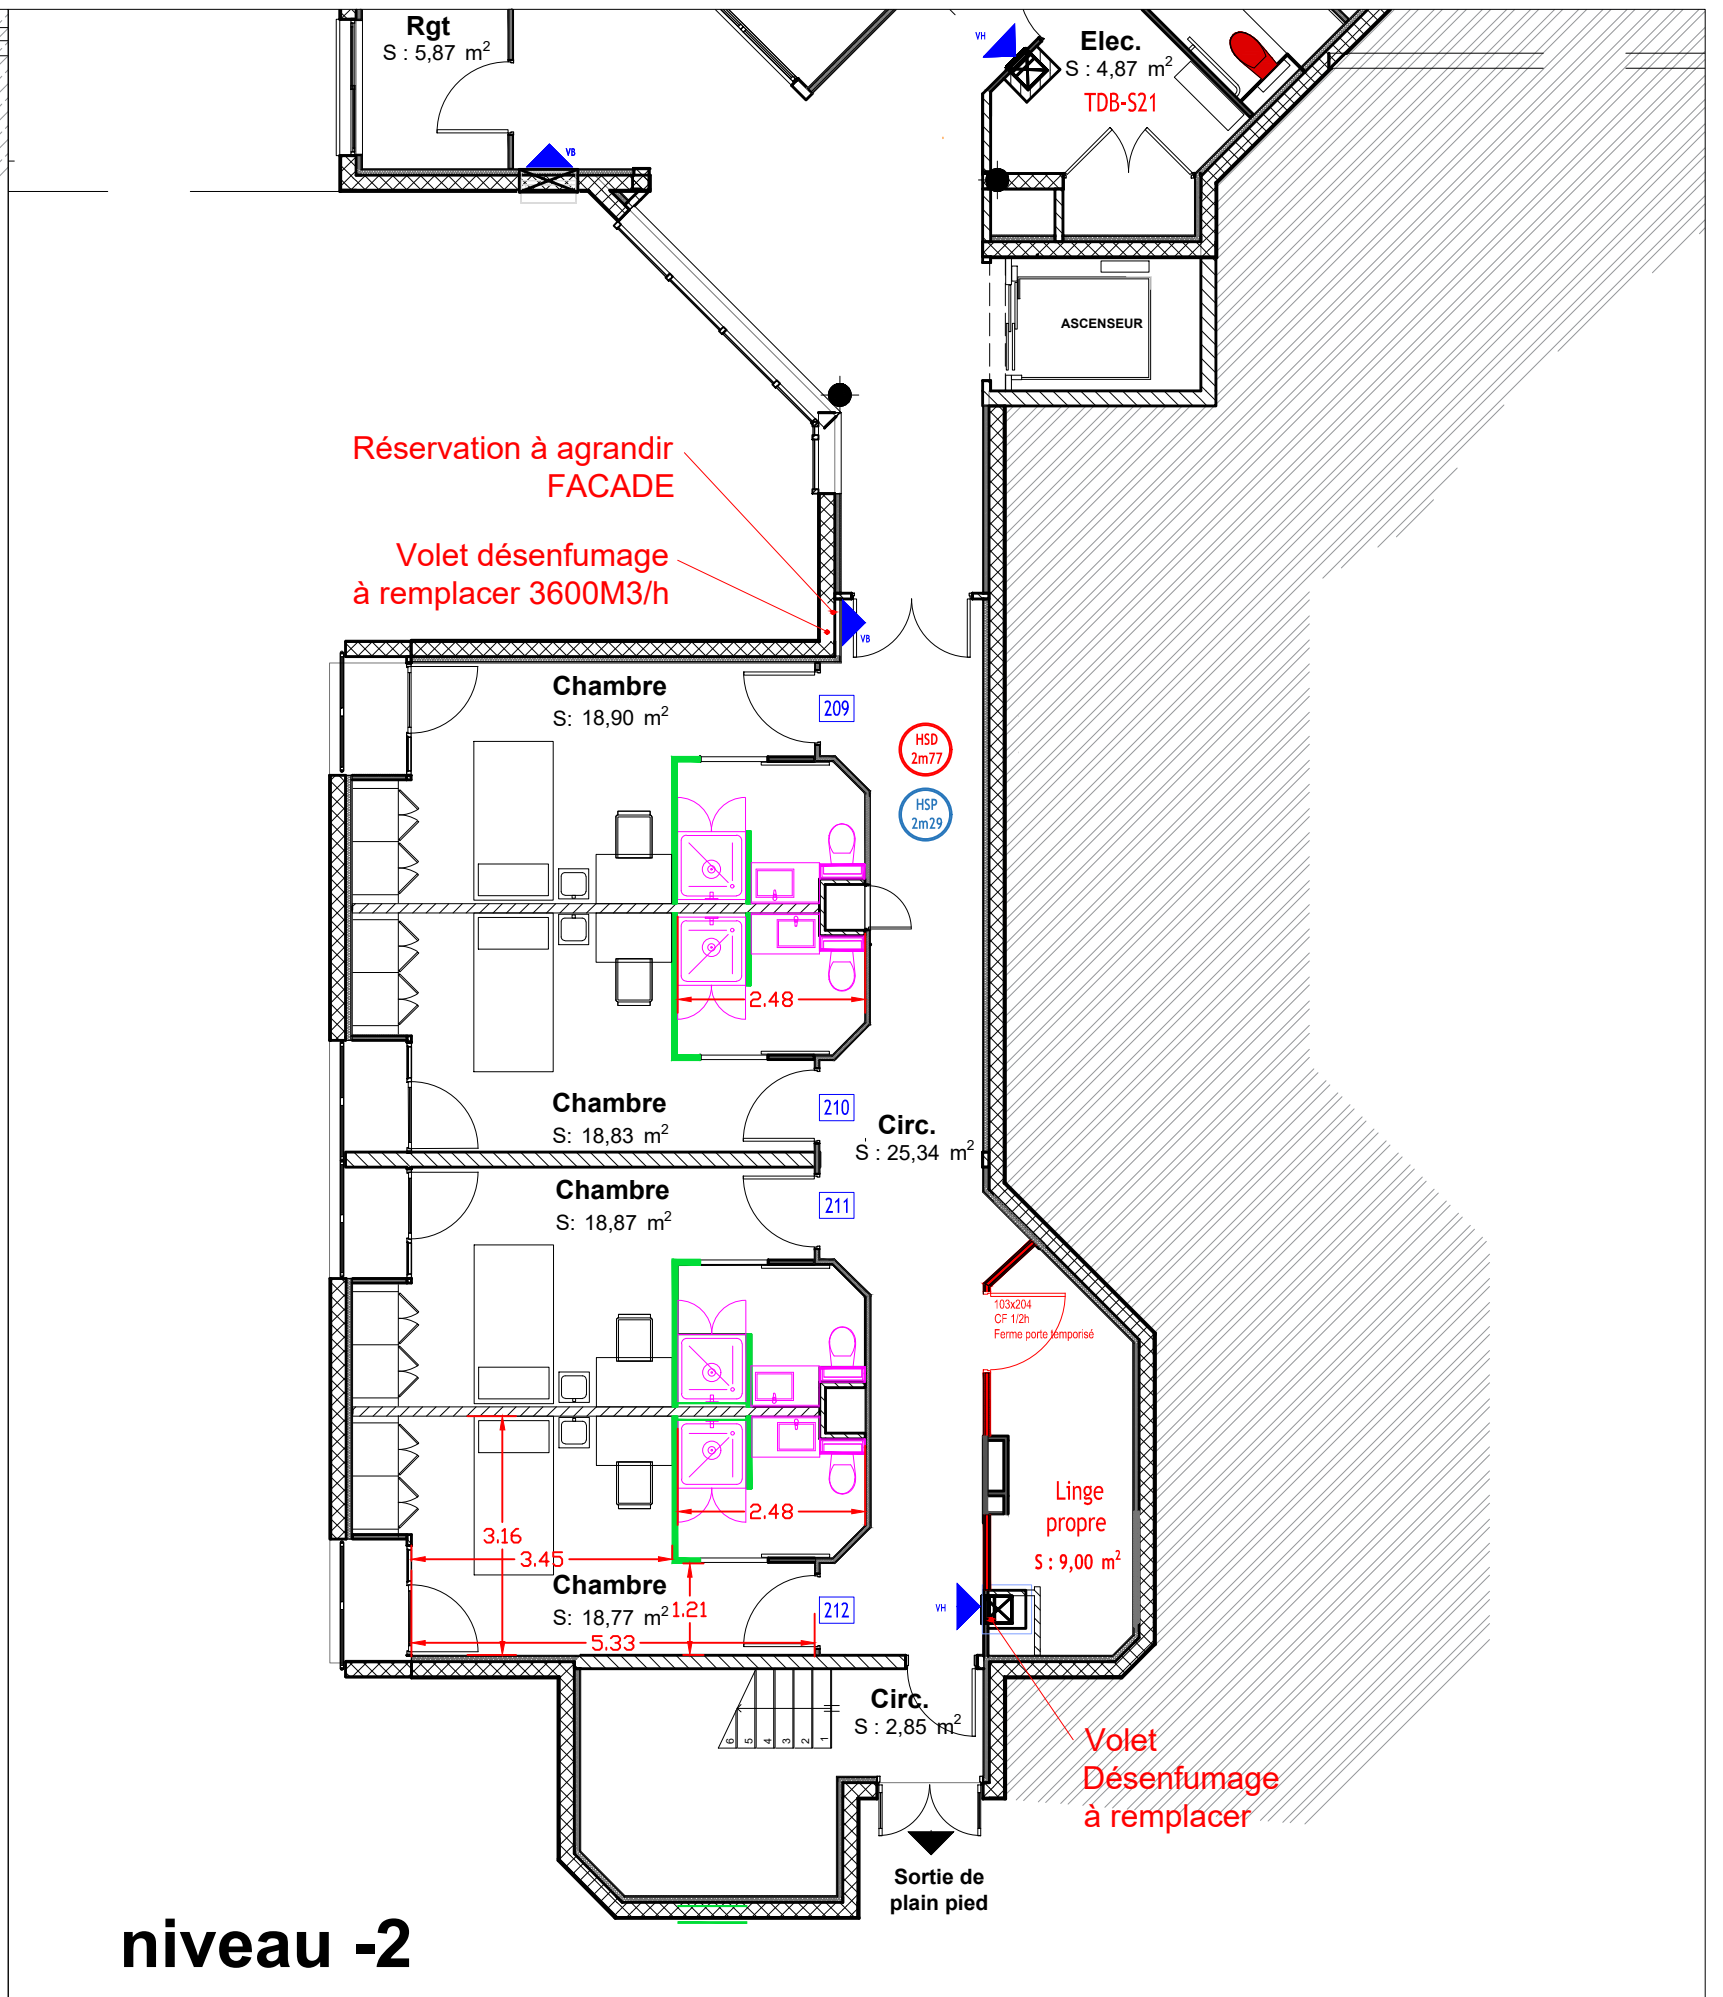 Rgt
S : 5,87 m²
VH
Elec.
S : 4,87 m²
TDB-S21
VB
ASCENSEUR
Réservation à agrandir
FACADE
Volet désenfumage
à remplacer 3600M3/h
VB
Chambre
S: 18,90 m²
209
HSD
2m77
HSP
2m29
2.48
Chambre
S: 18,83 m²
210
Circ.
S : 25,34 m²
Chambre
S: 18,87 m²
211
103x204
CF 1/2h
Ferme porte temporisé
Linge
propre
S : 9,00 m²
2.48
3.16
3.45
Chambre
S: 18,77 m²
1.21
212
VH
5.33
Circ.
S : 2,85 m²
6 5 4 3 2 1
Volet
Désenfumage
à remplacer
Sortie de
plain pied
niveau -2